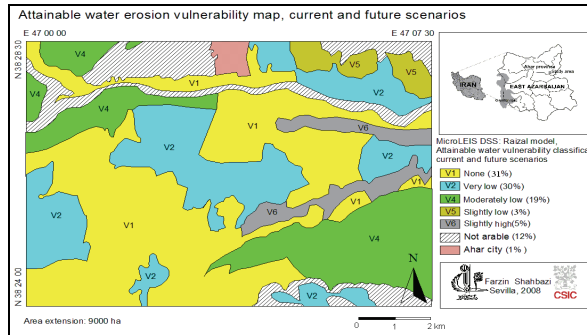 Attainable water erosion vulnerability map, current and future scenarios
E 47 00 00
E 47 07 30
N 38 28 30
V4
V5
V5
V2
V1
V4
V4
V1
V6
V2
V2
V1
V2
V1
V6
V1
V4
V2
V2
N
N 38 24 00
Area extension: 9000 ha
0 1 2 km
Ahar province
IRAN
EAST AZARBAIJAN
MicroLEIS DSS: Raizal model,
Attainable water vulnerability classifica
current and future scenarios
V1 None (31%)
V2 Very low (30%)
V4 Moderately low (19%)
V5 Slightly low (3%)
V6 Slightly high(5%)
Not arable (12%)
Ahar city (1%)
Farzin Shahbazi
Sevilla, 2008
CSIC